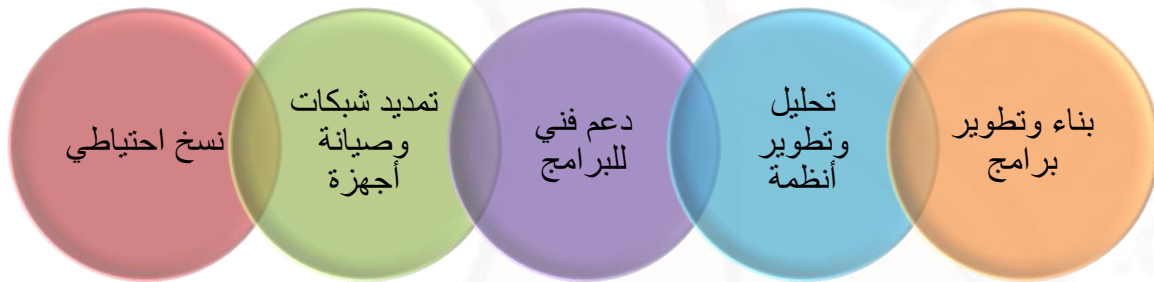 بناء وتطوير
برامج
تحليل
وتطوير
أنظمة
دعم فني
للبرامج
تمديد شبكات
وصيانة
أجهزة
نسخ احتياطي